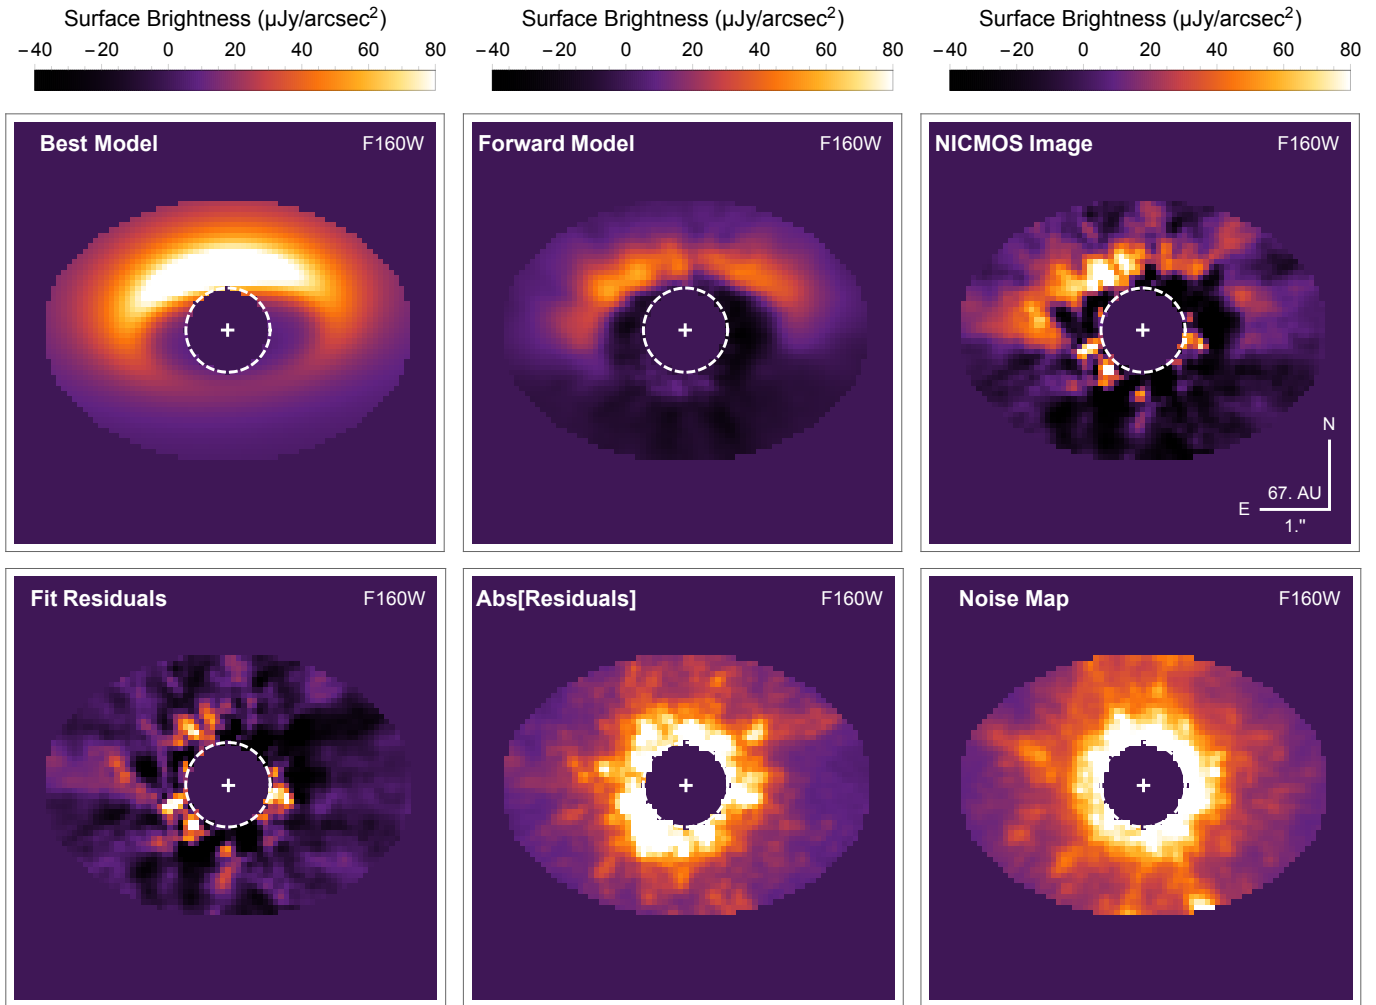 Surface Brightness (µJy/arcsec²) Surface Brightness (µJy/arcsec²) Surface Brightness (µJy/arcsec²)
−40 −20 0 20 40 60 80 −40 −20 0 20 40 60 80 −40 −20 0 20 40 60 80
Best Model F160W Forward Model F160W NICMOS Image F160W
N
67. AU
E
1."
Fit Residuals F160W Abs[Residuals] F160W Noise Map F160W